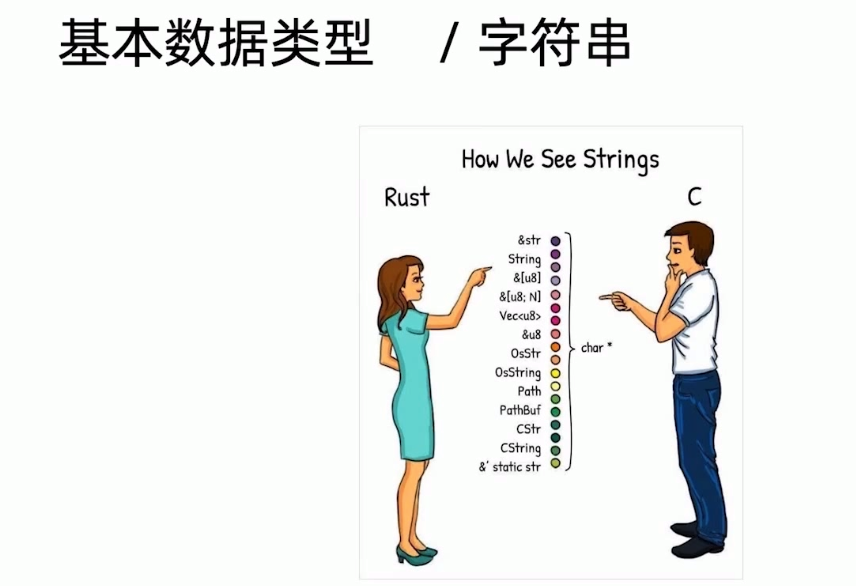 基本数据类型 / 字符串
How We See Strings
Rust C
&str
String
&[u8]
&[u8; N]
Vec<u8>
&u8
OsStr
OsString
Path
PathBuf
CStr
CString
&' static str
char *